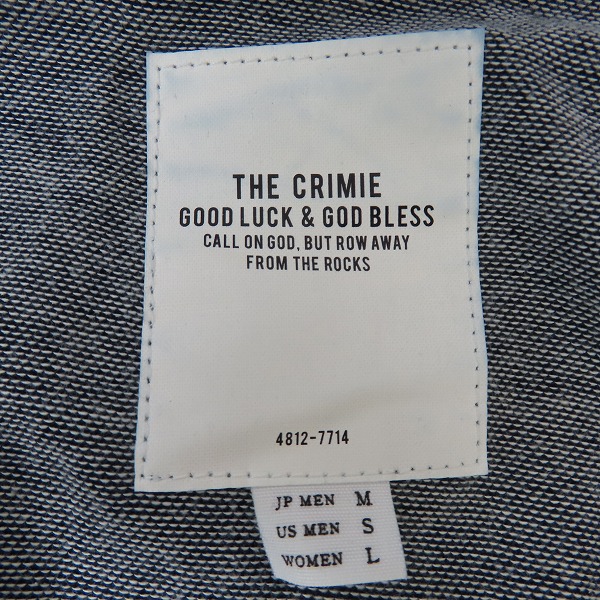 THE CRIMIE
GOOD LUCK & GOD BLESS
CALL ON GOD, BUT ROW AWAY
FROM THE ROCKS
4812-7714
JP MEN M
US MEN S
WOMEN L